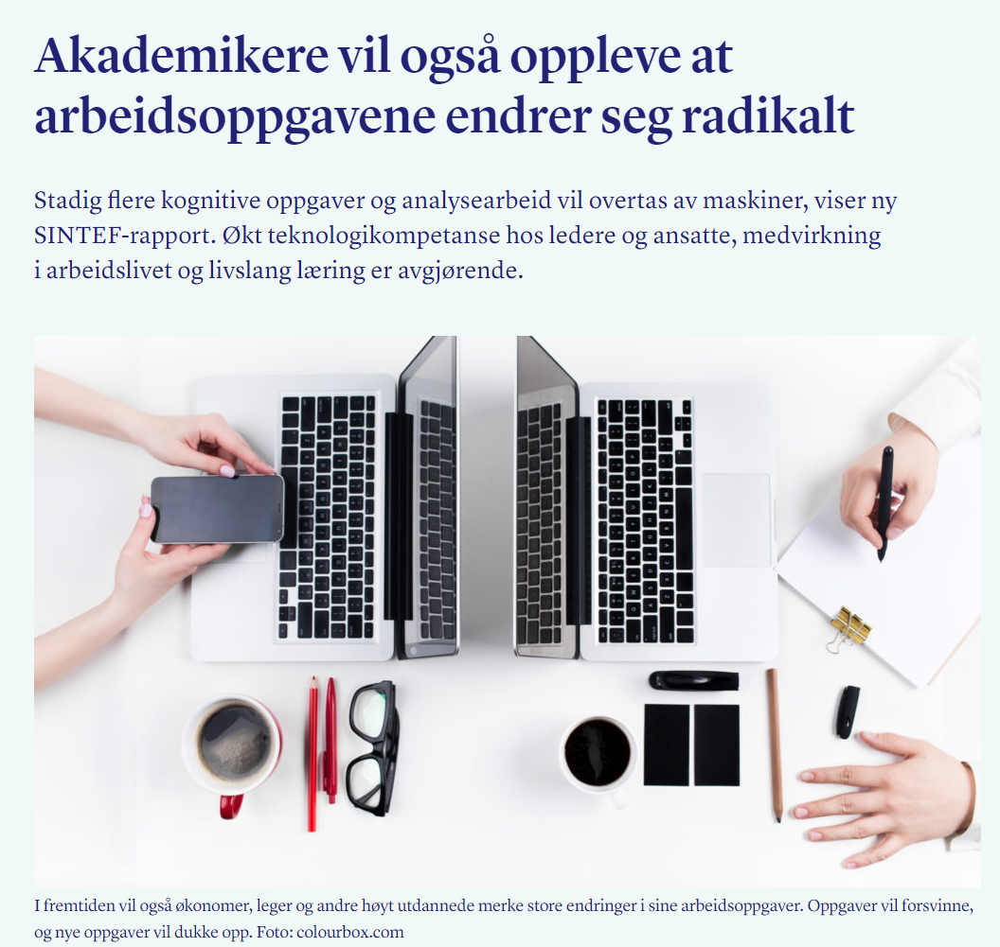 Akademikere vil også oppleve at
arbeidsoppgavene endrer seg radikalt
Stadig flere kognitive oppgaver og analysearbeid vil overtas av maskiner, viser ny
SINTEF-rapport. Økt teknologikompetanse hos ledere og ansatte, medvirkning
i arbeidslivet og livslang læring er avgjørende.
I fremtiden vil også økonomer, leger og andre høyt utdannede merke store endringer i sine arbeidsoppgaver. Oppgaver vil forsvinne,
og nye oppgaver vil dukke opp. Foto: colourbox.com